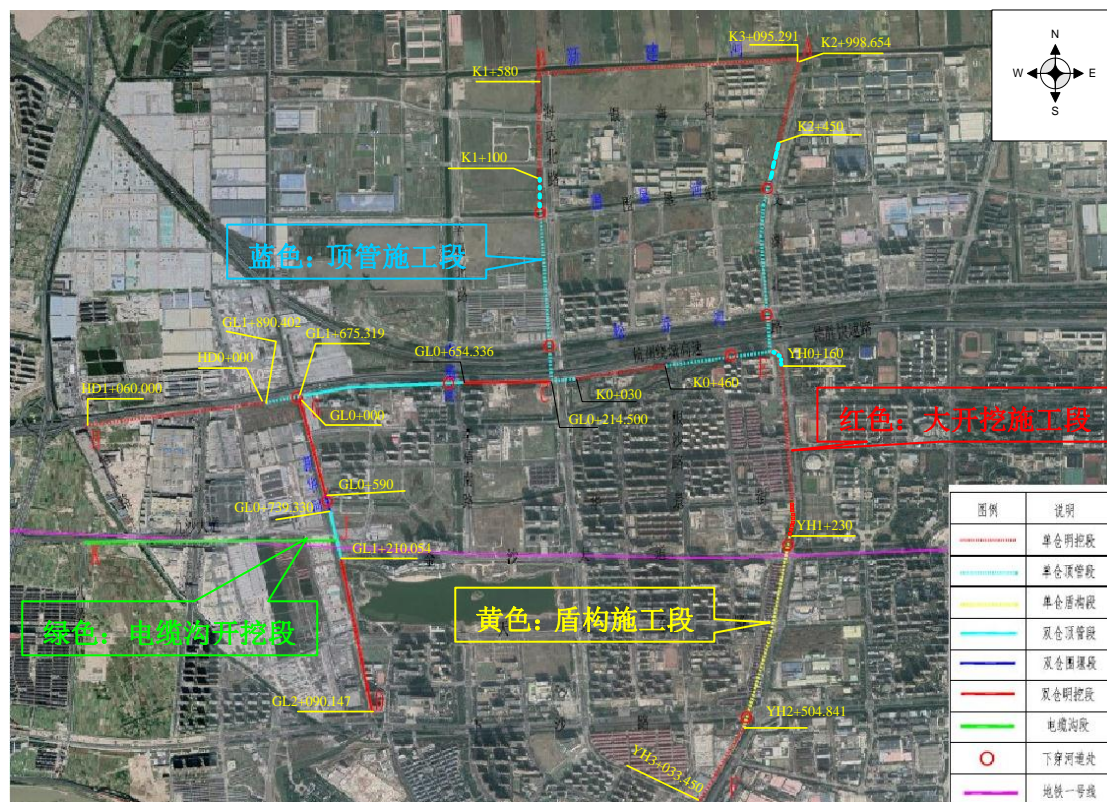 新 建 河
K3+095.291
K2+998.654
K1+580
N
W
E
S
K2+450
K1+100
蓝色：顶管施工段
GL1+890.402
GL1+675.319
HD0+000
GL0+654.336
YH0+160
HD1+060.000
GL0+000
K0+030
K0+460
GL0+214.500
红色：大开挖施工段
GL0+590
GL0+739.330
YH1+230
GL1+210.054
绿色：电缆沟开挖段
黄色：盾构施工段
GL2+090.147
YH2+504.841
YH3+033.450
图例
说明
单仓明挖段
单仓顶管段
单仓盾构段
双仓顶管段
双仓围堰段
双仓明挖段
电缆沟段
下穿河道处
地铁一号线